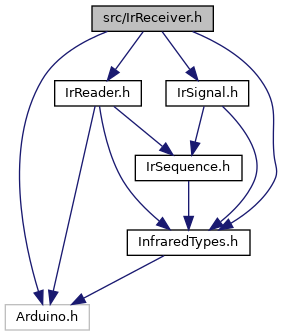 src/IrReceiver.h
IrReader.h
IrSignal.h
IrSequence.h
InfraredTypes.h
Arduino.h